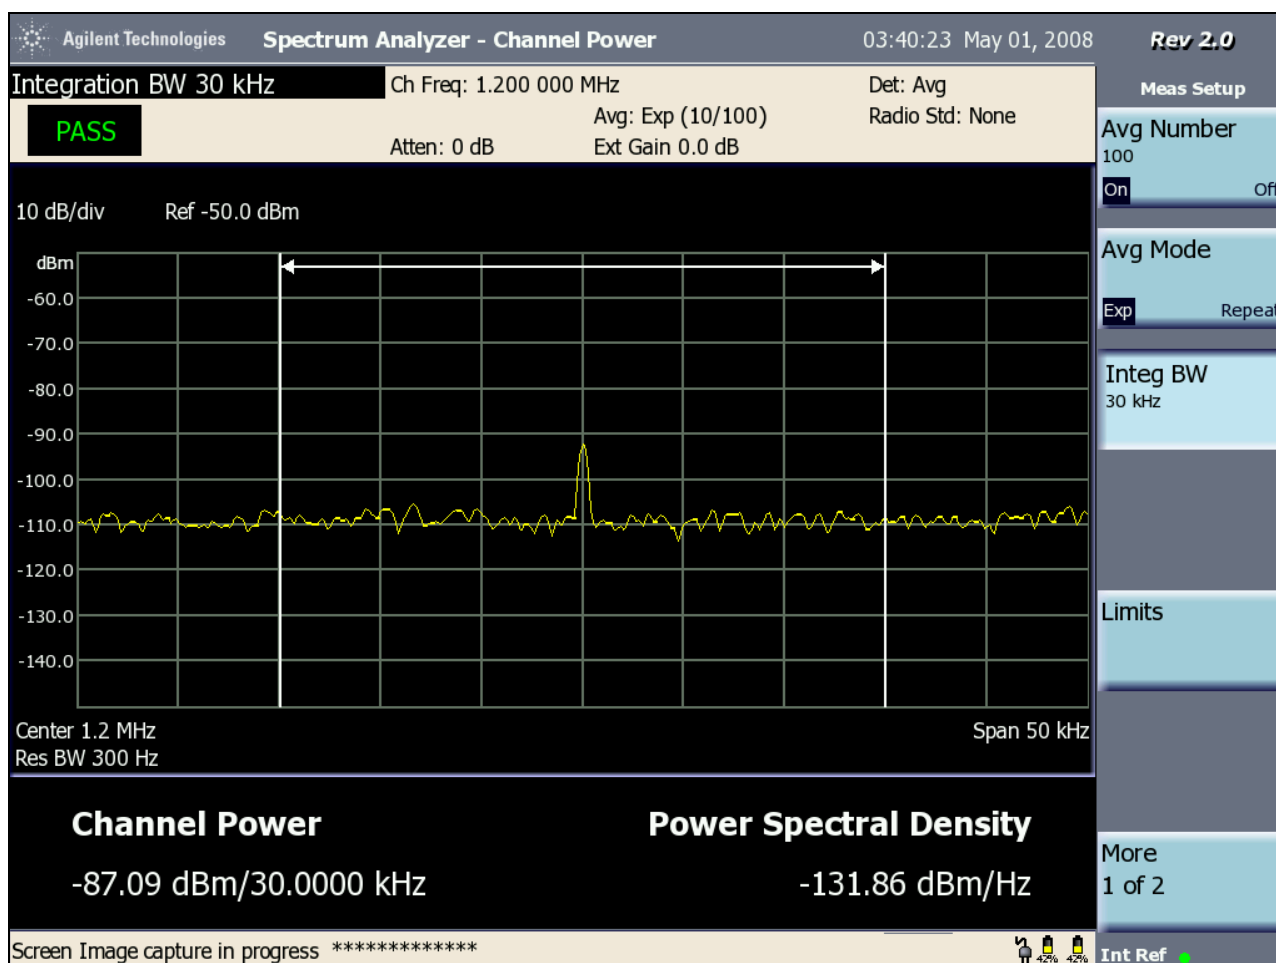 Agilent Technologies Spectrum Analyzer - Channel Power 03:40:23 May 01, 2008 Rev 2.0
Integration BW 30 kHz Ch Freq: 1.200 000 MHz Det: Avg
Avg: Exp (10/100) Radio Std: None
PASS
Atten: 0 dB Ext Gain 0.0 dB
10 dB/div Ref -50.0 dBm
dBm
-60.0
-70.0
-80.0
-90.0
-100.0
-110.0
-120.0
-130.0
-140.0
Center 1.2 MHz Span 50 kHz
Res BW 300 Hz
Channel Power Power Spectral Density
-87.09 dBm/30.0000 kHz -131.86 dBm/Hz
Screen Image capture in progress ************* 42% 42%
Meas Setup
Avg Number
100
On Off
Avg Mode
Exp Repeat
Integ BW
30 kHz
Limits
More
1 of 2
Int Ref